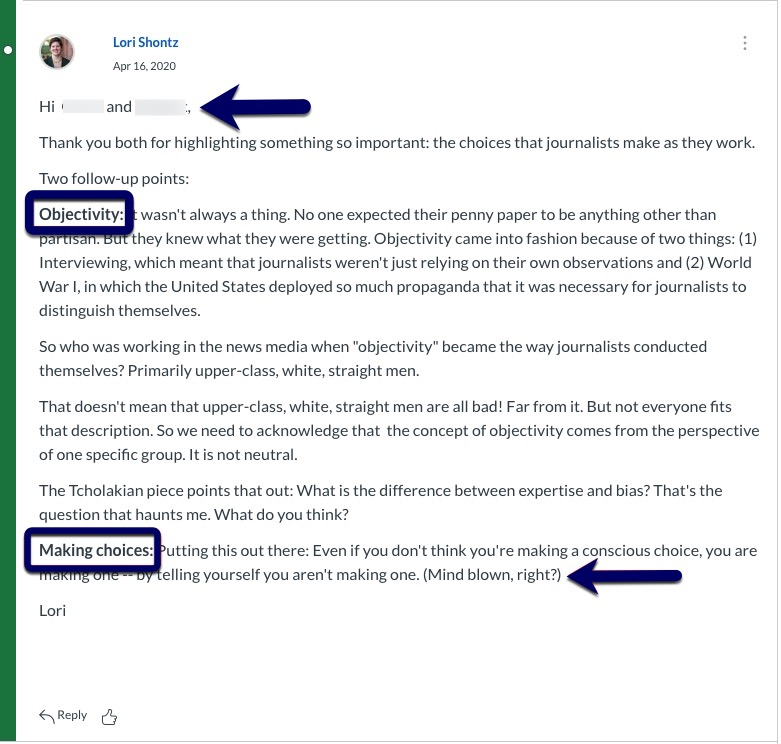 Lori Shontz
Apr 16, 2020
Hi and ,
Thank you both for highlighting something so important: the choices that journalists make as they work.
Two follow-up points:
Objectivity: It wasn't always a thing. No one expected their penny paper to be anything other than
partisan. But they knew what they were getting. Objectivity came into fashion because of two things: (1)
Interviewing, which meant that journalists weren't just relying on their own observations and (2) World
War I, in which the United States deployed so much propaganda that it was necessary for journalists to
distinguish themselves.
So who was working in the news media when "objectivity" became the way journalists conducted
themselves? Primarily upper-class, white, straight men.
That doesn't mean that upper-class, white, straight men are all bad! Far from it. But not everyone fits
that description. So we need to acknowledge that the concept of objectivity comes from the perspective
of one specific group. It is not neutral.
The Tcholakian piece points that out: What is the difference between expertise and bias? That's the
question that haunts me. What do you think?
Making choices: Putting this out there: Even if you don't think you're making a conscious choice, you are
making one -- by telling yourself you aren't making one. (Mind blown, right?)
Lori
Reply